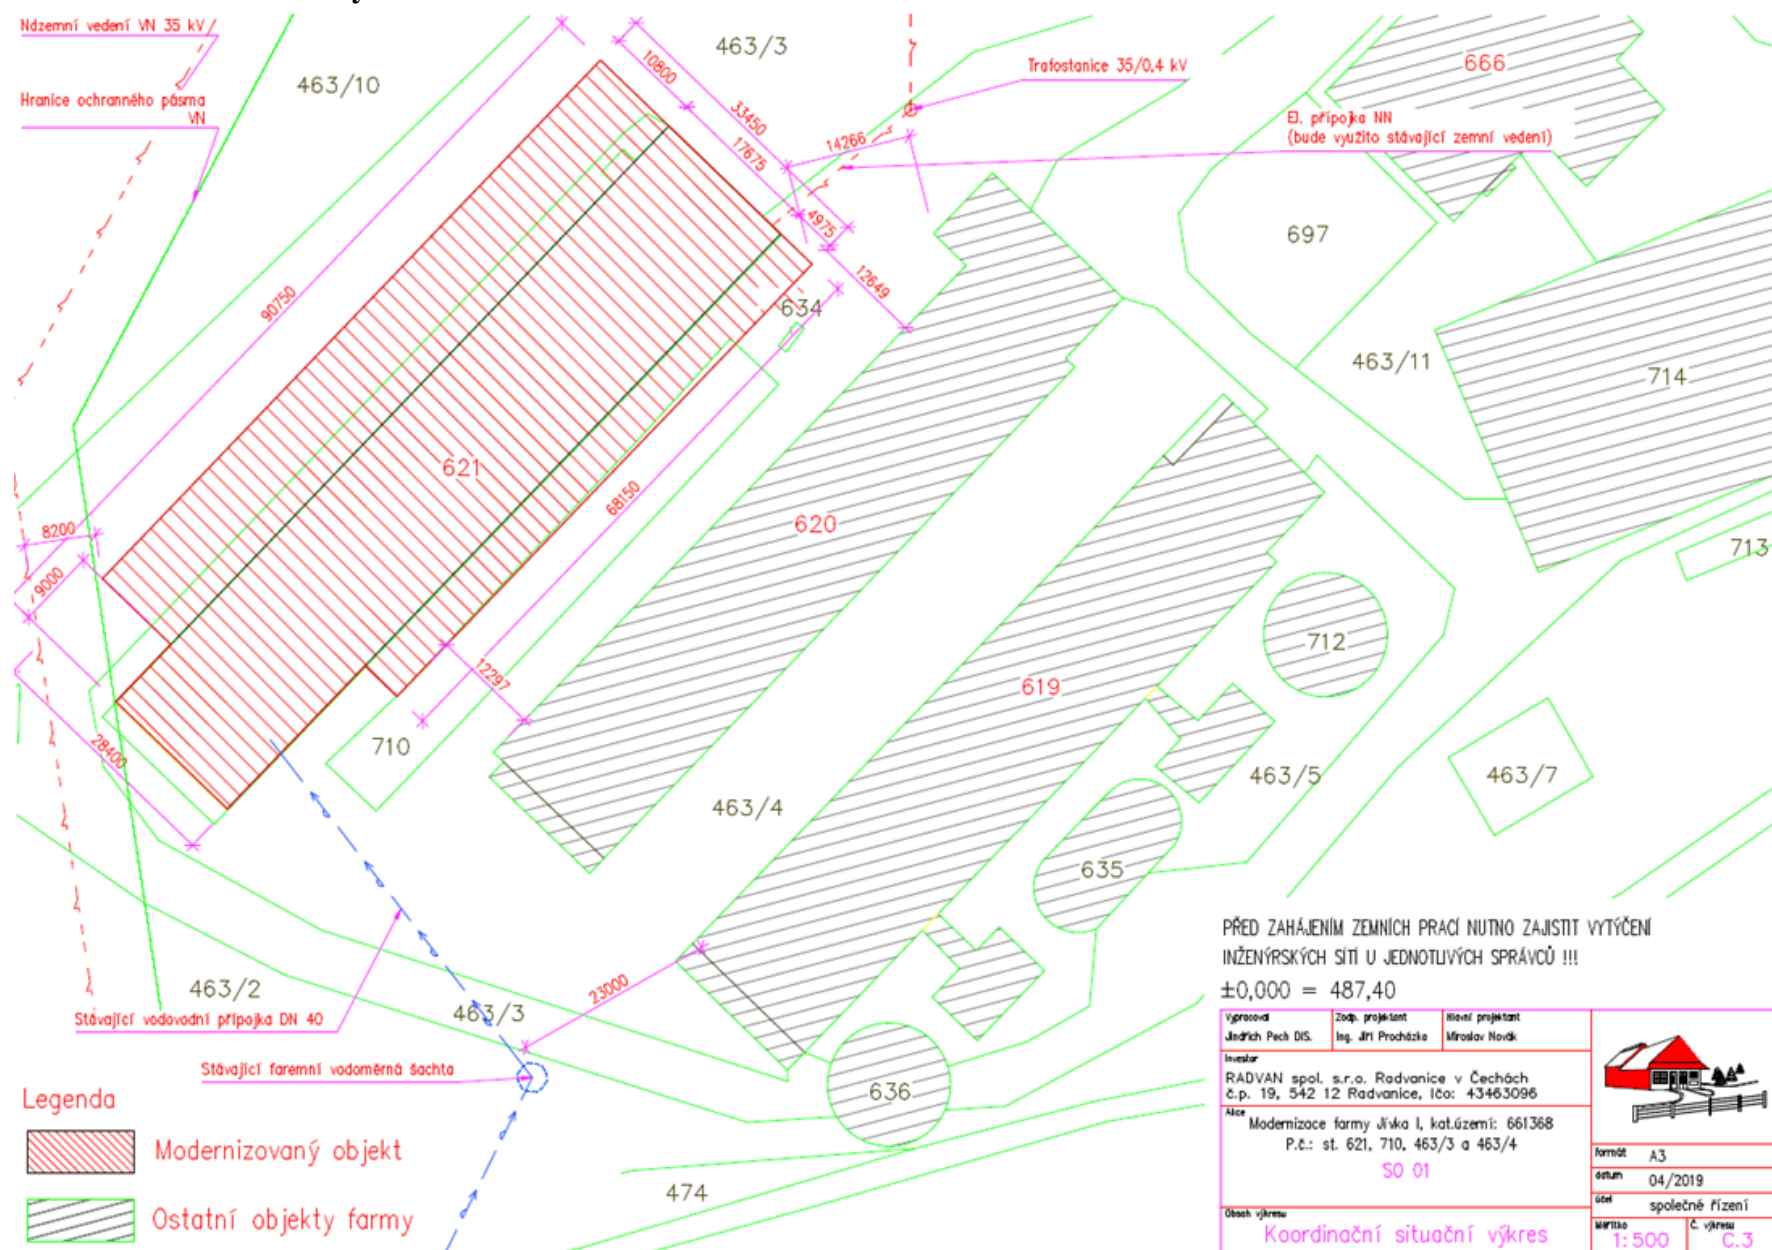 Ndzemní vedení VN 35 kV
463/10
463/3
Hranice ochranného pásma
VN
Trafostanice 35/0,4 kV
666
El. přípojka NN
(bude využito stávající zemní vedení)
10800
33450
17675
14266
4975
12649
697
634
90750
463/11
714
621
68150
620
8200
9000
713
712
619
12297
28400
710
463/4
463/5
463/7
635
463/2
463/3
23000
Stávající vodovodní přípojka DN 40
Stávající faremní vodoměrná šachta
636
474
Legenda
Modernizovaný objekt
Ostatní objekty farmy
PŘED ZAHÁJENÍM ZEMNÍCH PRACÍ NUTNO ZAJISTIT VYTÝČENÍ
INŽENÝRSKÝCH SÍTÍ U JEDNOTLIVÝCH SPRÁVCŮ !!!
±0,000 = 487,40
Vypracoval
Zodp. projektant
Hlavní projektant
Jindřich Pech DIS.
Ing. Jiří Procházka
Miroslav Novák
Investor
RADVAN spol. s.r.o. Radvanice v Čechách
č.p. 19, 542 12 Radvanice, Ičo: 43463096
Akce
Modernizace farmy Jívka I, kat.území: 661368
P.č.: st. 621, 710, 463/3 a 463/4
SO 01
formát A3
datum 04/2019
účel společné řízení
Obsah výkresu
Koordinační situační výkres
Měřítko
1:500
Č. výkresu
C.3